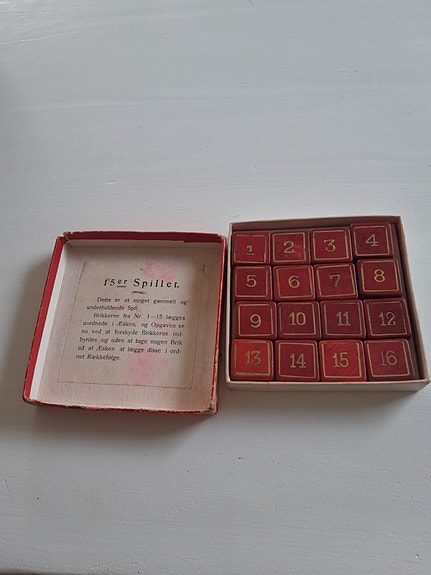 15er Spillet.
Dette er et meget gammelt og
underholdende Spil.
Brikkerne fra Nr. 1—15 lægges
uordnede i Æsken, og Opgaven er
nu ved at forskyde Brikkerne ind-
byrdes og uden at tage nogen Brik
ud af Æsken at lægge disse i ord-
net Rækkefølge.
1 2 3 4
5 6 7 8
9 10 11 12
13 14 15 16